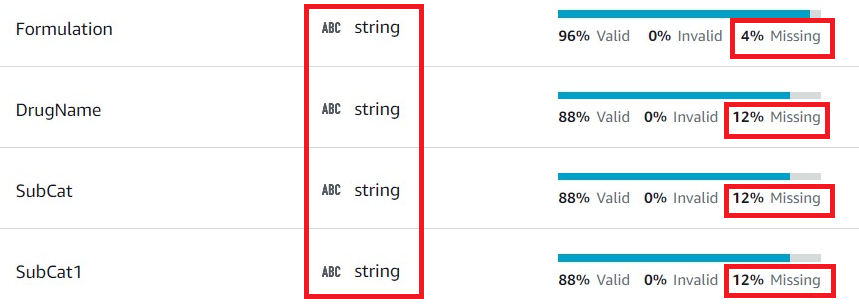 Formulation ABC string 96% Valid 0% Invalid 4% Missing
DrugName ABC string 88% Valid 0% Invalid 12% Missing
SubCat ABC string 88% Valid 0% Invalid 12% Missing
SubCat1 ABC string 88% Valid 0% Invalid 12% Missing